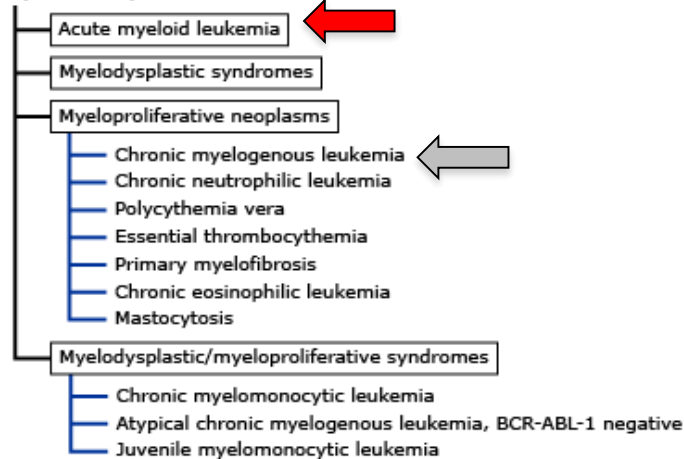 Acute myeloid leukemia
Myelodysplastic syndromes
Myeloproliferative neoplasms
Chronic myelogenous leukemia
Chronic neutrophilic leukemia
Polycythemia vera
Essential thrombocythemia
Primary myelofibrosis
Chronic eosinophilic leukemia
Mastocytosis
Myelodysplastic/myeloproliferative syndromes
Chronic myelomonocytic leukemia
Atypical chronic myelogenous leukemia, BCR-ABL-1 negative
Juvenile myelomonocytic leukemia